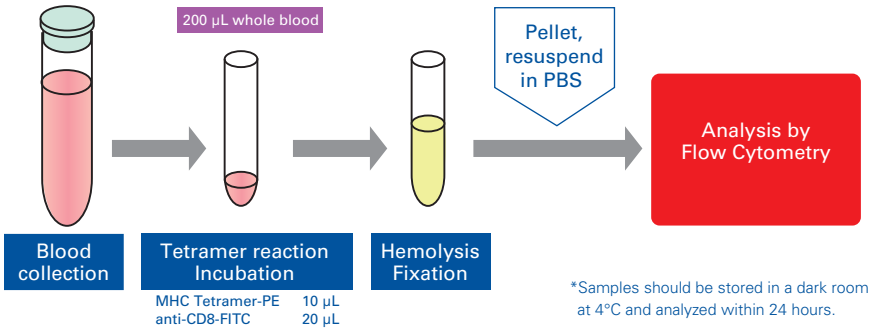 200 µL whole blood
Pellet,
resuspend
in PBS
Analysis by
Flow Cytometry
Blood
collection
Tetramer reaction
Incubation
Hemolysis
Fixation
MHC Tetramer-PE 10 µL
anti-CD8-FITC 20 µL
*Samples should be stored in a dark room
at 4°C and analyzed within 24 hours.